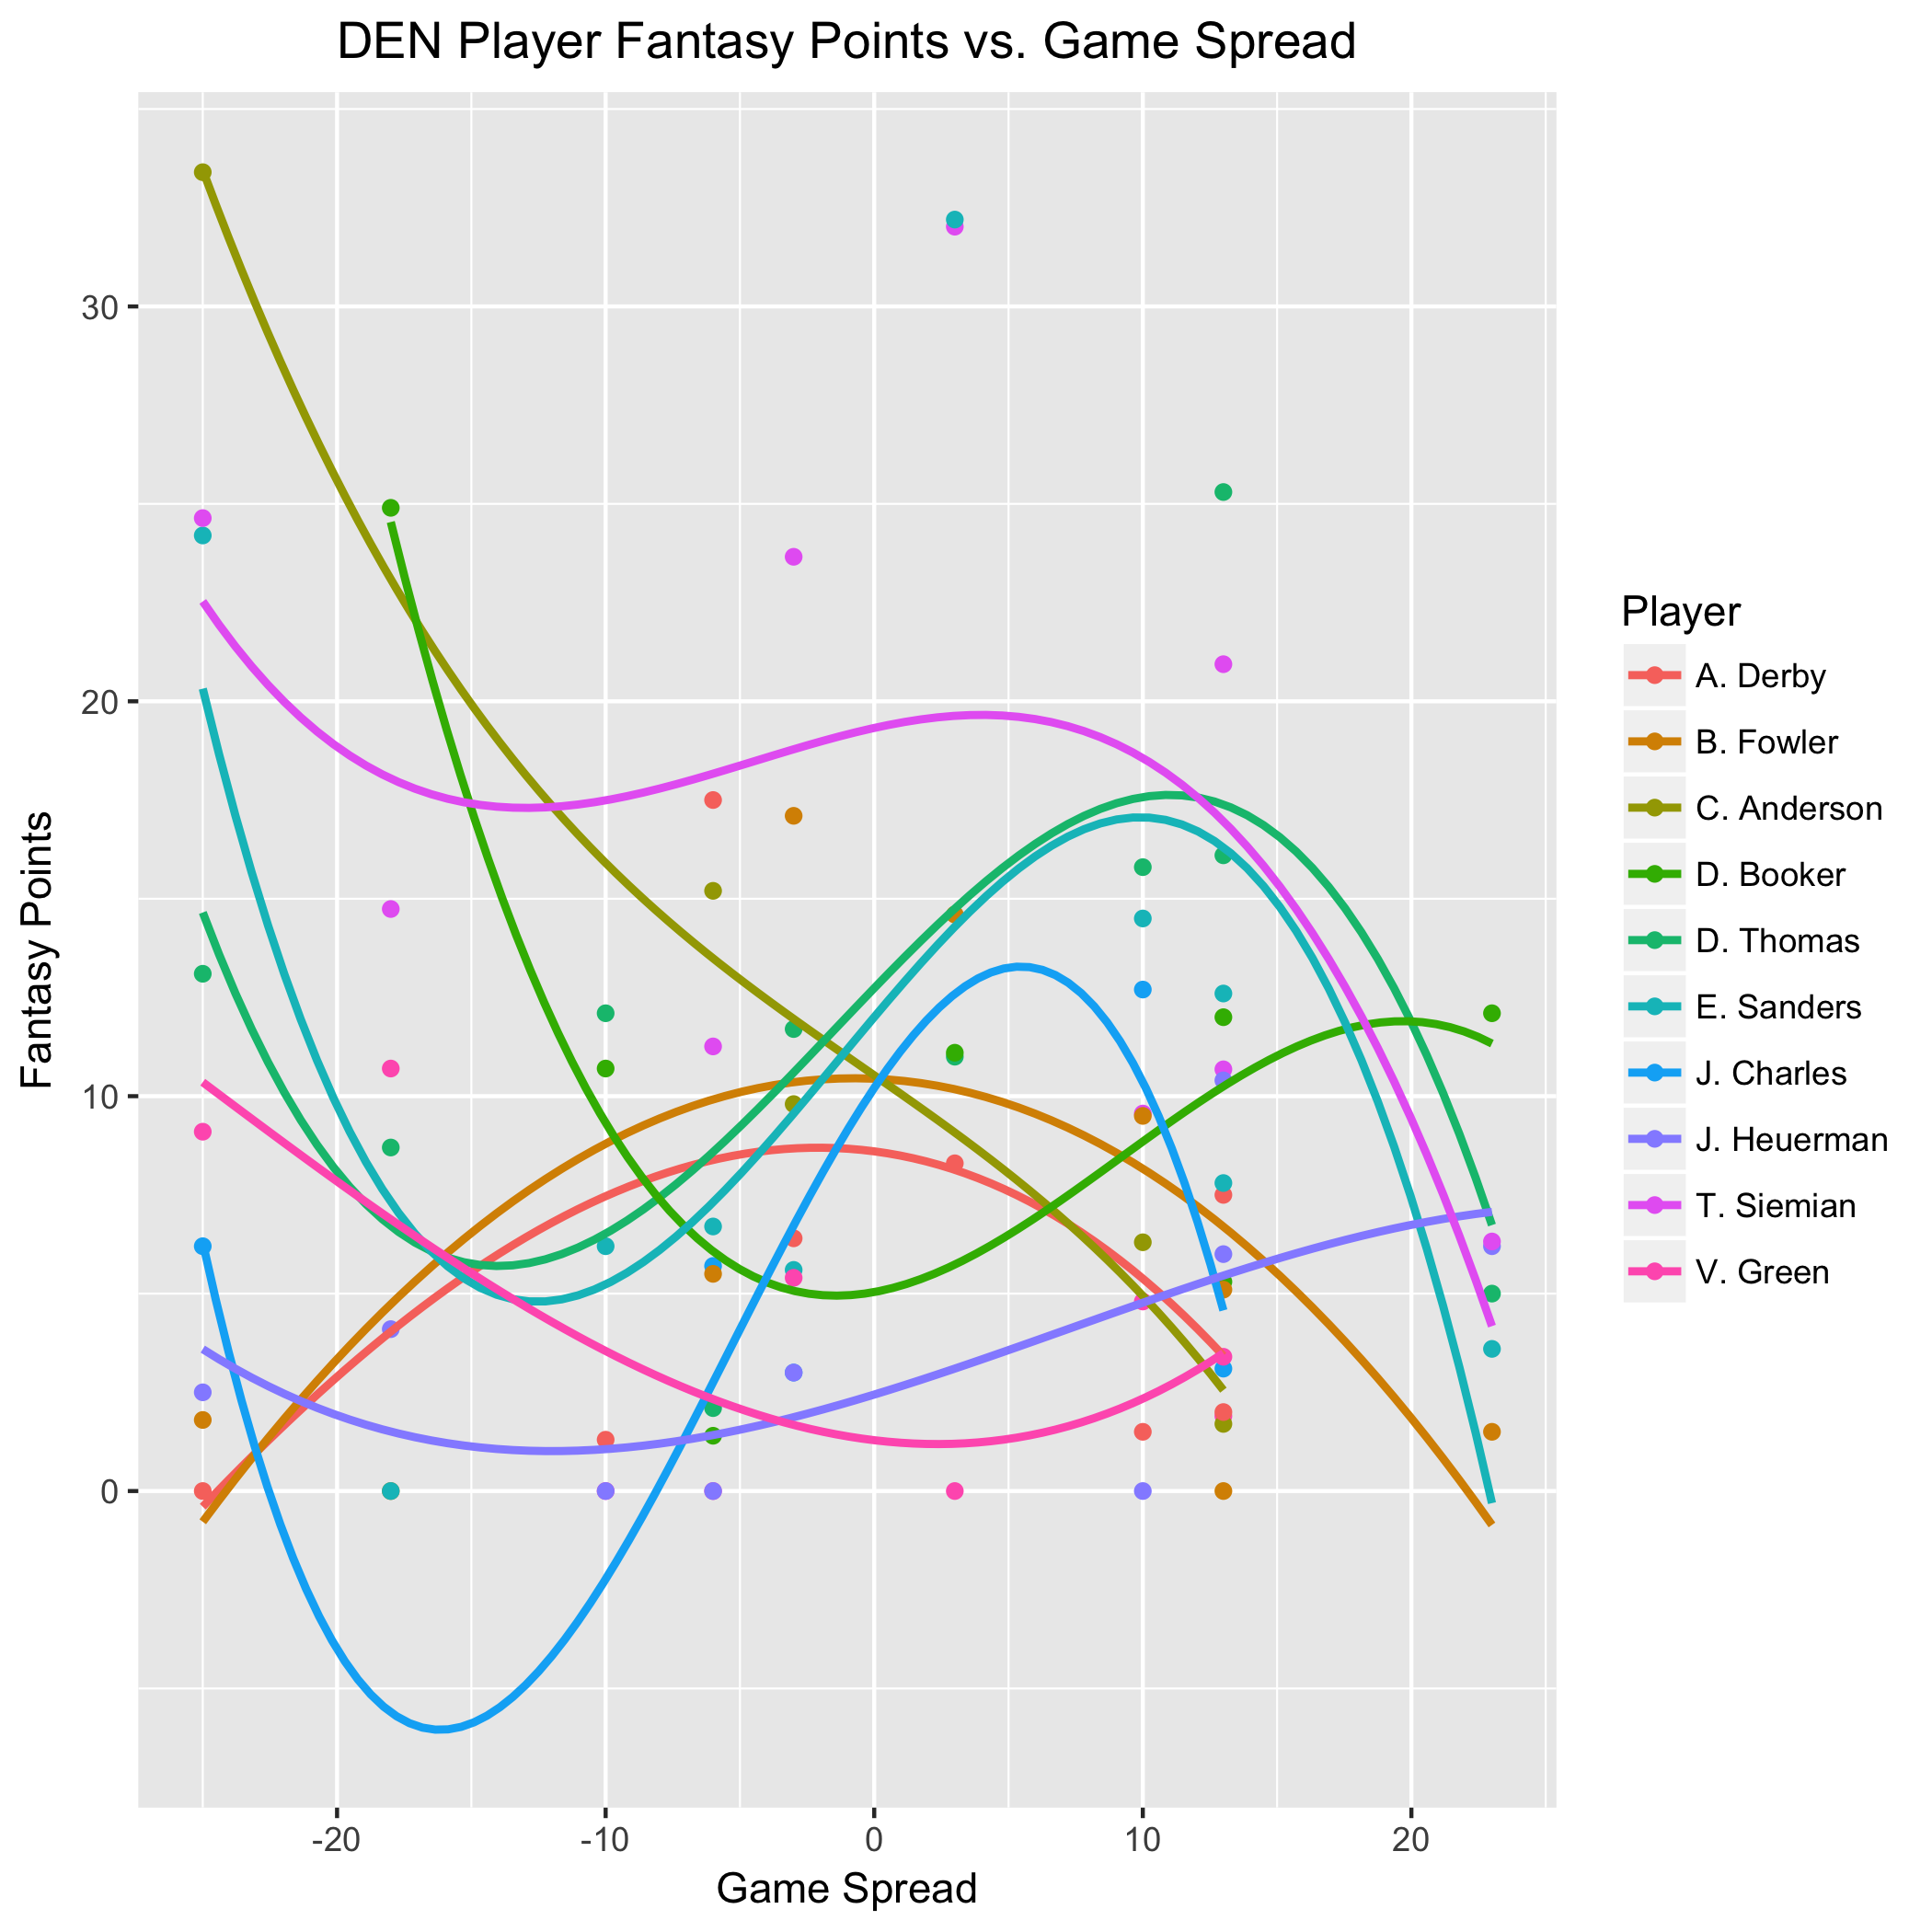 DEN Player Fantasy Points vs. Game Spread
Fantasy Points
30
20
10
0
-20
-10
0
10
20
Game Spread
Player
A. Derby
B. Fowler
C. Anderson
D. Booker
D. Thomas
E. Sanders
J. Charles
J. Heuerman
T. Siemian
V. Green